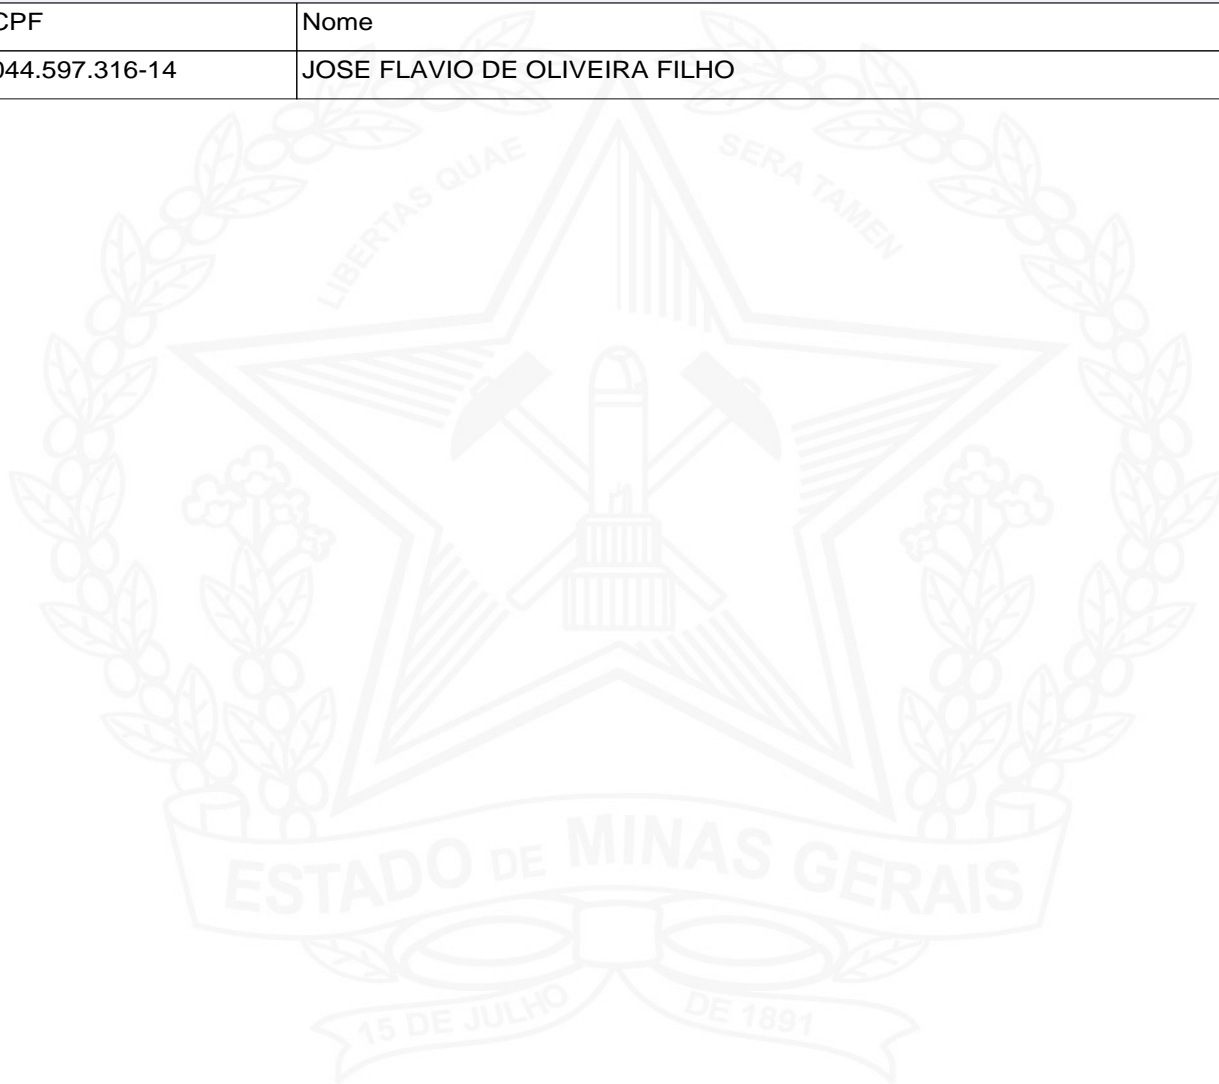 CPF Nome
044.597.316-14 JOSE FLAVIO DE OLIVEIRA FILHO
LIBERTAS QUAE SERA TAMEN
ESTADO DE MINAS GERAIS
15 DE JULHO DE 1891